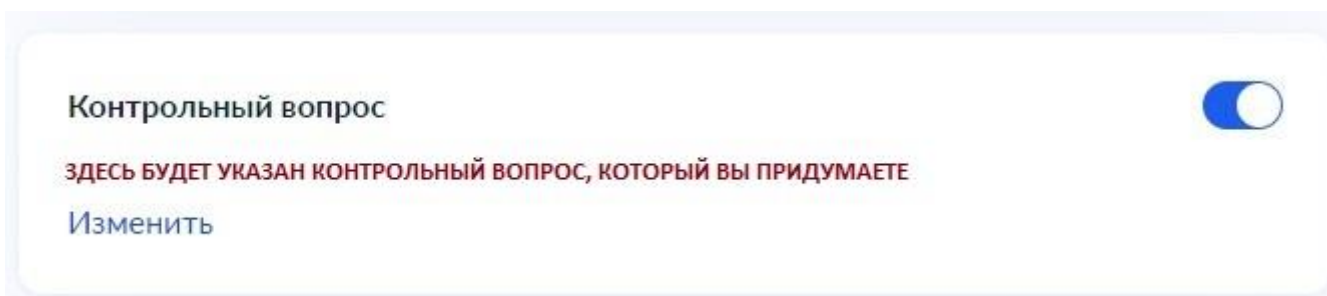 Контрольный вопрос
ЗДЕСЬ БУДЕТ УКАЗАН КОНТРОЛЬНЫЙ ВОПРОС, КОТОРЫЙ ВЫ ПРИДУМАЕТЕ
Изменить